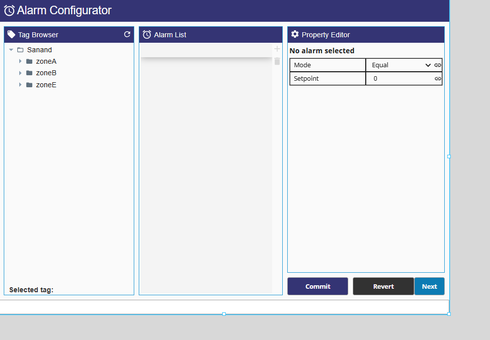 Alarm Configurator
Tag Browser
Sanand
zoneA
zoneB
zoneE
Selected tag:
Alarm List
Property Editor
No alarm selected
Mode Equal
Setpoint 0
Commit Revert Next